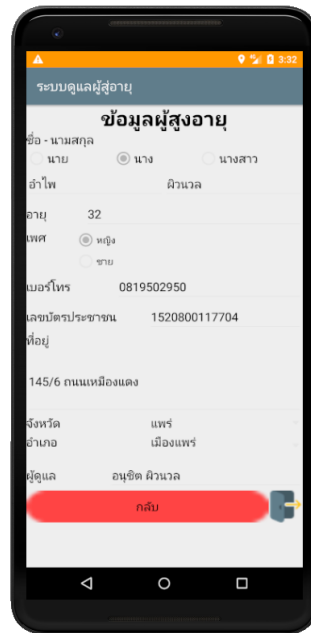 3:32
ระบบดูแลผู้สู่อายุ
ข้อมูลผู้สูงอายุ
ชื่อ - นามสกุล
นาย นาง นางสาว
อำไพ ผิวนวล
อายุ 32
เพศ หญิง
ชาย
เบอร์โทร 0819502950
เลขบัตรประชาชน 1520800117704
ที่อยู่
145/6 ถนนเหมืองแดง
จังหวัด แพร่
อำเภอ เมืองแพร่
ผู้ดูแล อนุชิต ผิวนวล
กลับ